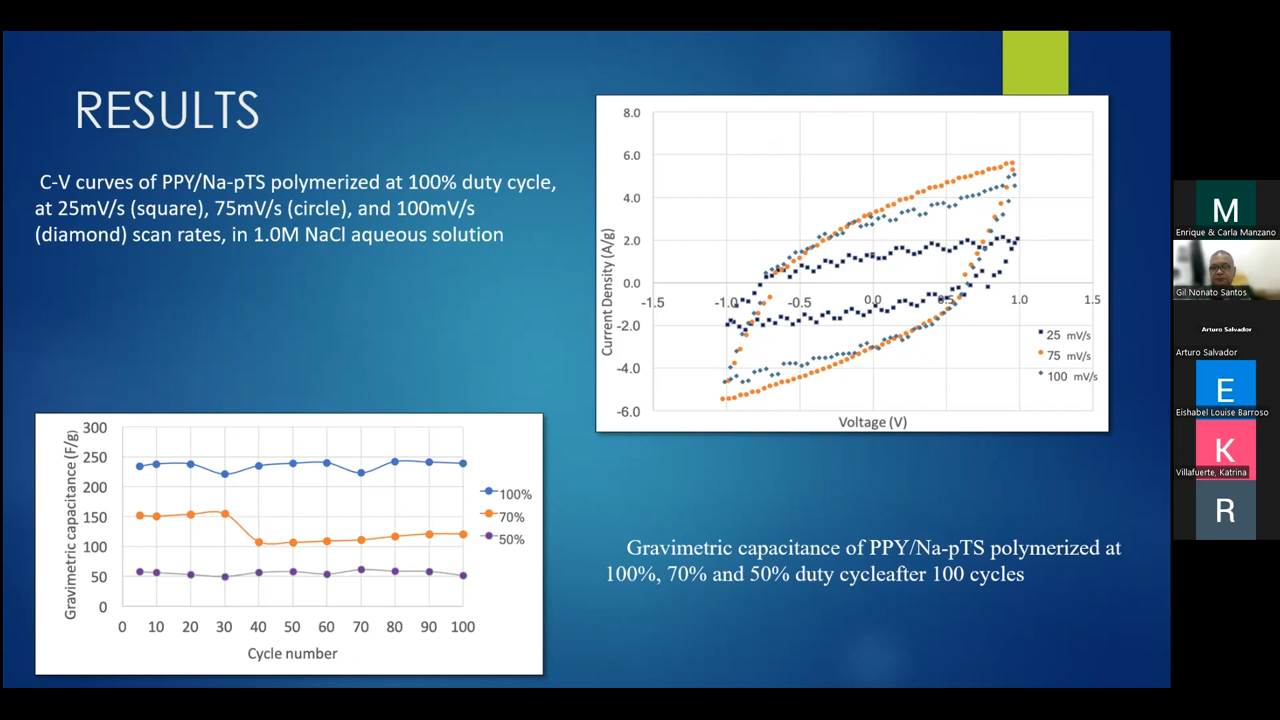 RESULTS
C-V curves of PPY/Na-pTS polymerized at 100% duty cycle,
at 25mV/s (square), 75mV/s (circle), and 100mV/s
(diamond) scan rates, in 1.0M NaCl aqueous solution
8.0
6.0
4.0
2.0
0.0
-2.0
-4.0
-6.0
-1.5
-1.0
-0.5
0.0
0.5
1.0
1.5
Current Density (A/g)
Voltage (V)
25 mV/s
75 mV/s
100 mV/s
300
250
200
150
100
50
0
0 10 20 30 40 50 60 70 80 90 100
Gravimetric capacitance (F/g)
Cycle number
100%
70%
50%
Gravimetric capacitance of PPY/Na-pTS polymerized at
100%, 70% and 50% duty cycleafter 100 cycles
M
Enrique & Carla Manzano
Gil Nonato Santos
Arturo Salvador
Arturo Salvador
E
Eishabel Louise Barroso
K
Villafuerte, Katrina
R